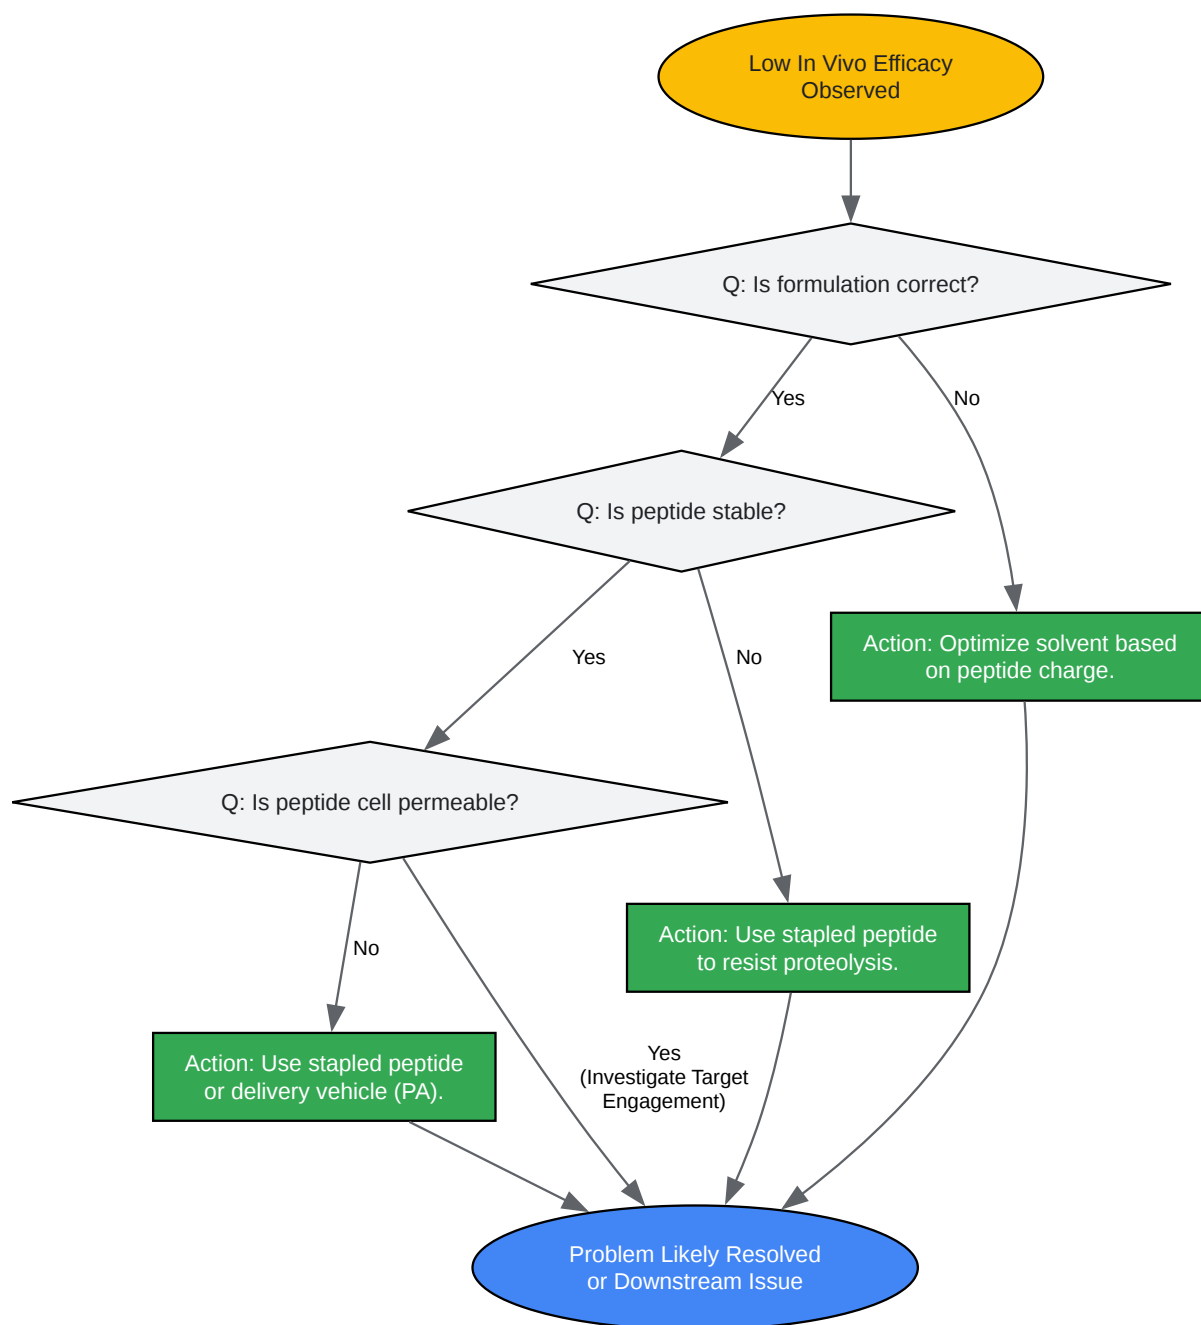 Low In Vivo Efficacy
Observed
Q: Is formulation correct?
Yes
No
Q: Is peptide stable?
Action: Optimize solvent based
on peptide charge.
Yes
No
Q: Is peptide cell permeable?
Action: Use stapled peptide
to resist proteolysis.
No
Yes
(Investigate Target
Engagement)
Action: Use stapled peptide
or delivery vehicle (PA).
Problem Likely Resolved
or Downstream Issue